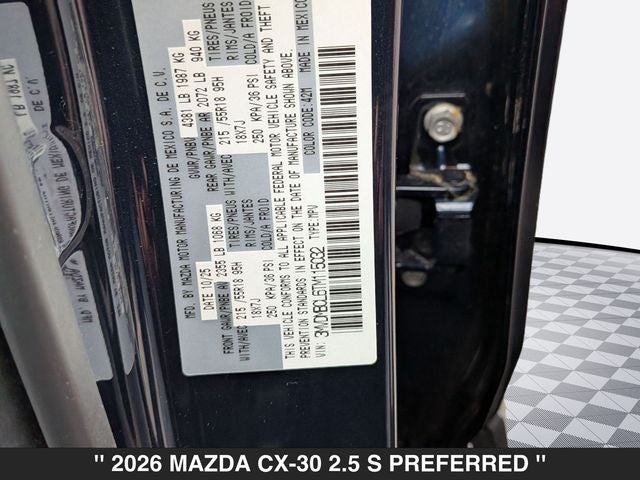 MFG. BY MAZDA MOTOR MANUFACTURING DE MEXICO S.A. DE C.V.
DATE 10/25 GVWR/PNBV 4381 LB 1987 KG
FRONT GAWR/PNBE AV 2355 LB 1068 KG REAR GAWR/PNBE AR 2072 LB 940 KG
WITH/AVEC TIRES/PNEUS 215/55R18 95H WITH/AVEC TIRES/PNEUS 215/55R18 95H
RIMS/JANTES 18X7J RIMS/JANTES 18X7J
COLD/A FROID 250 KPA/36 PSI COLD/A FROID 250 KPA/36 PSI
THIS VEHICLE CONFORMS TO ALL APPLICABLE FEDERAL MOTOR VEHICLE SAFETY AND THEFT
PREVENTION STANDARDS IN EFFECT ON THE DATE OF MANUFACTURE SHOWN ABOVE.
VIN: TYPE:MPV COLOR CODE:42M
" 2026 MAZDA CX-30 2.5 S PREFERRED "